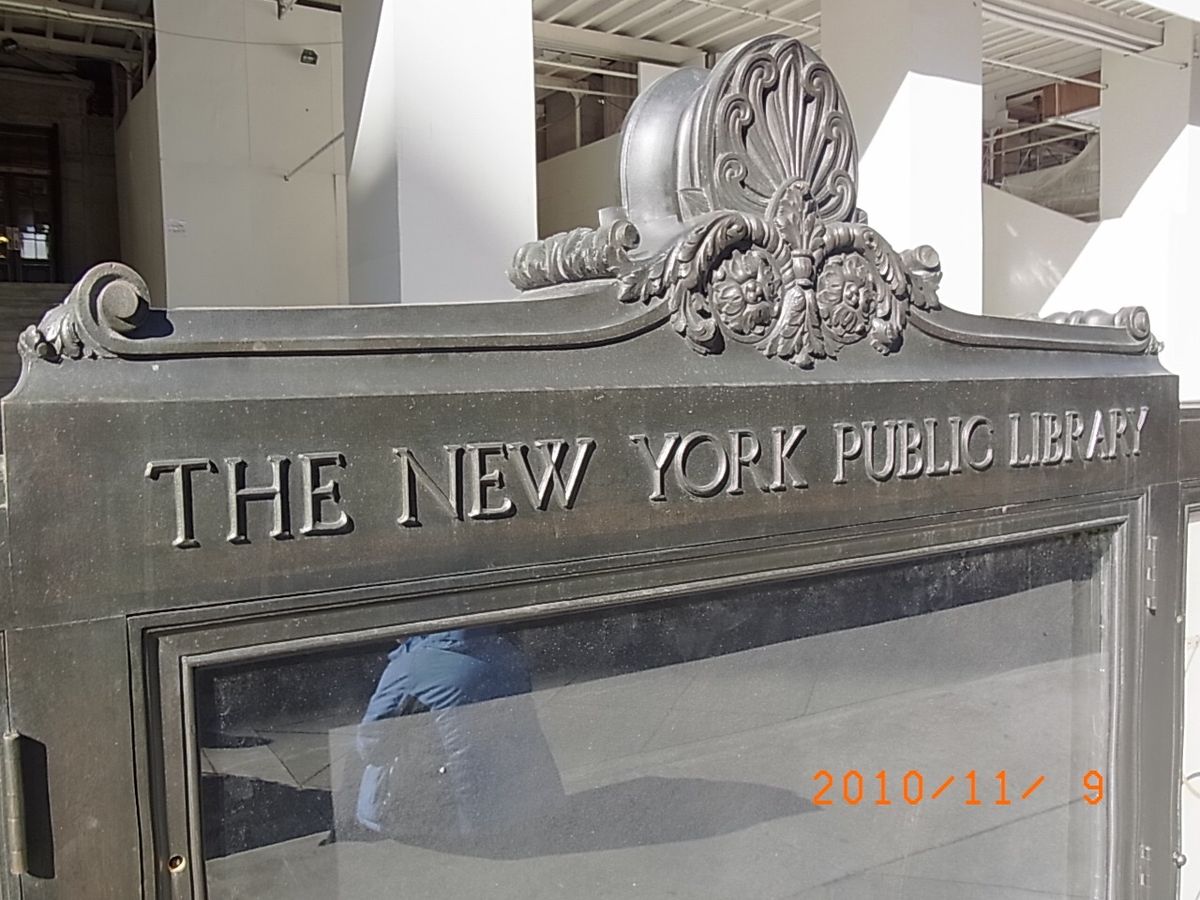 THE NEW YORK PUBLIC LIBRARY
2010/11/ 9